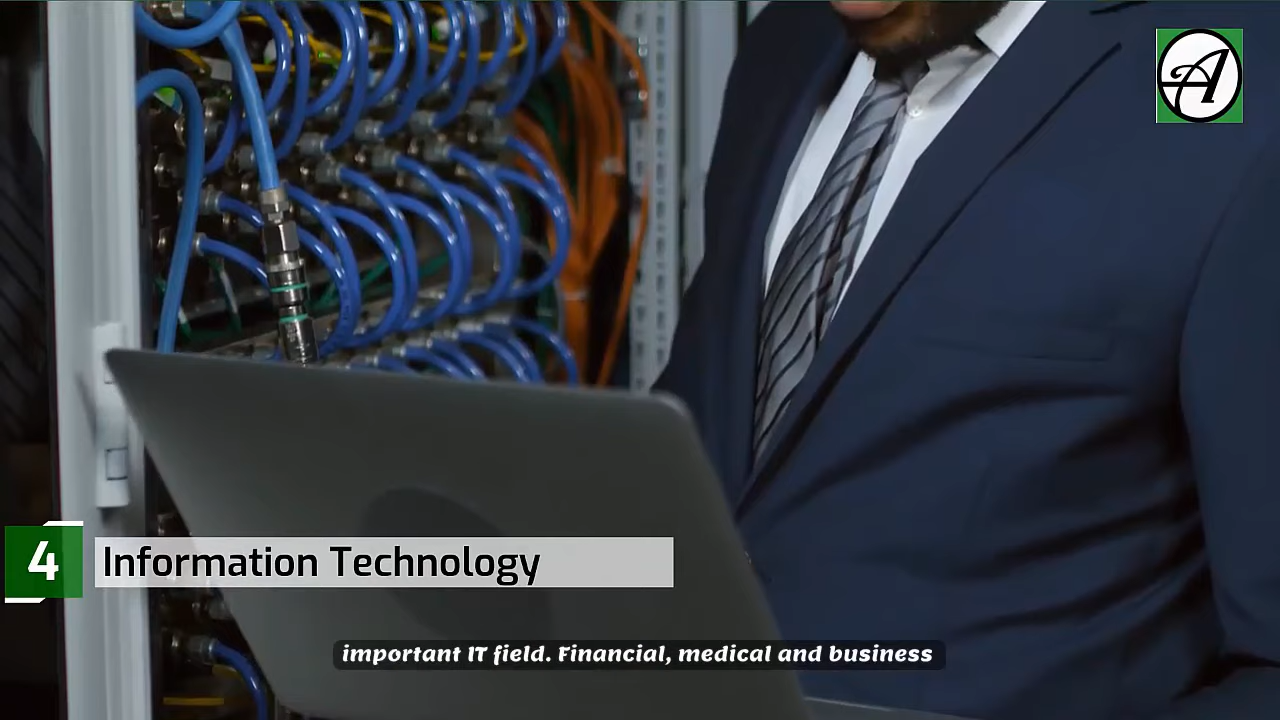 A
4
Information Technology
important IT field. Financial, medical and business